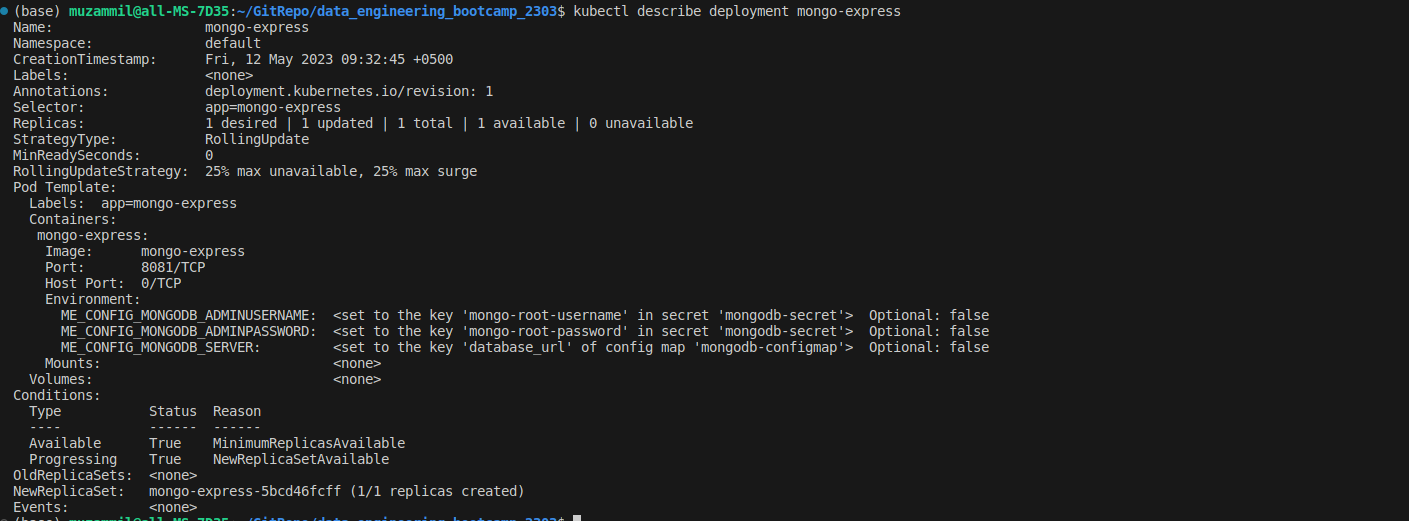 (base) muzammil@all-MS-7D35:~/GitRepo/data_engineering_bootcamp_2303$ kubectl describe deployment mongo-express
Name:                   mongo-express
Namespace:              default
CreationTimestamp:      Fri, 12 May 2023 09:32:45 +0500
Labels:                 <none>
Annotations:            deployment.kubernetes.io/revision: 1
Selector:               app=mongo-express
Replicas:               1 desired | 1 updated | 1 total | 1 available | 0 unavailable
StrategyType:           RollingUpdate
MinReadySeconds:        0
RollingUpdateStrategy:  25% max unavailable, 25% max surge
Pod Template:
  Labels:  app=mongo-express
  Containers:
   mongo-express:
    Image:      mongo-express
    Port:       8081/TCP
    Host Port:  0/TCP
    Environment:
      ME_CONFIG_MONGODB_ADMINUSERNAME:  <set to the key 'mongo-root-username' in secret 'mongodb-secret'>  Optional: false
      ME_CONFIG_MONGODB_ADMINPASSWORD:  <set to the key 'mongo-root-password' in secret 'mongodb-secret'>  Optional: false
      ME_CONFIG_MONGODB_SERVER:         <set to the key 'database_url' of config map 'mongodb-configmap'>  Optional: false
    Mounts:                             <none>
  Volumes:                              <none>
Conditions:
  Type           Status  Reason
  ----           ------  ------
  Available      True    MinimumReplicasAvailable
  Progressing    True    NewReplicaSetAvailable
OldReplicaSets:  <none>
NewReplicaSet:   mongo-express-5bcd46fcff (1/1 replicas created)
Events:          <none>
(base) muzammil@all-MS-7D35:~/GitRepo/data_engineering_bootcamp_2303$